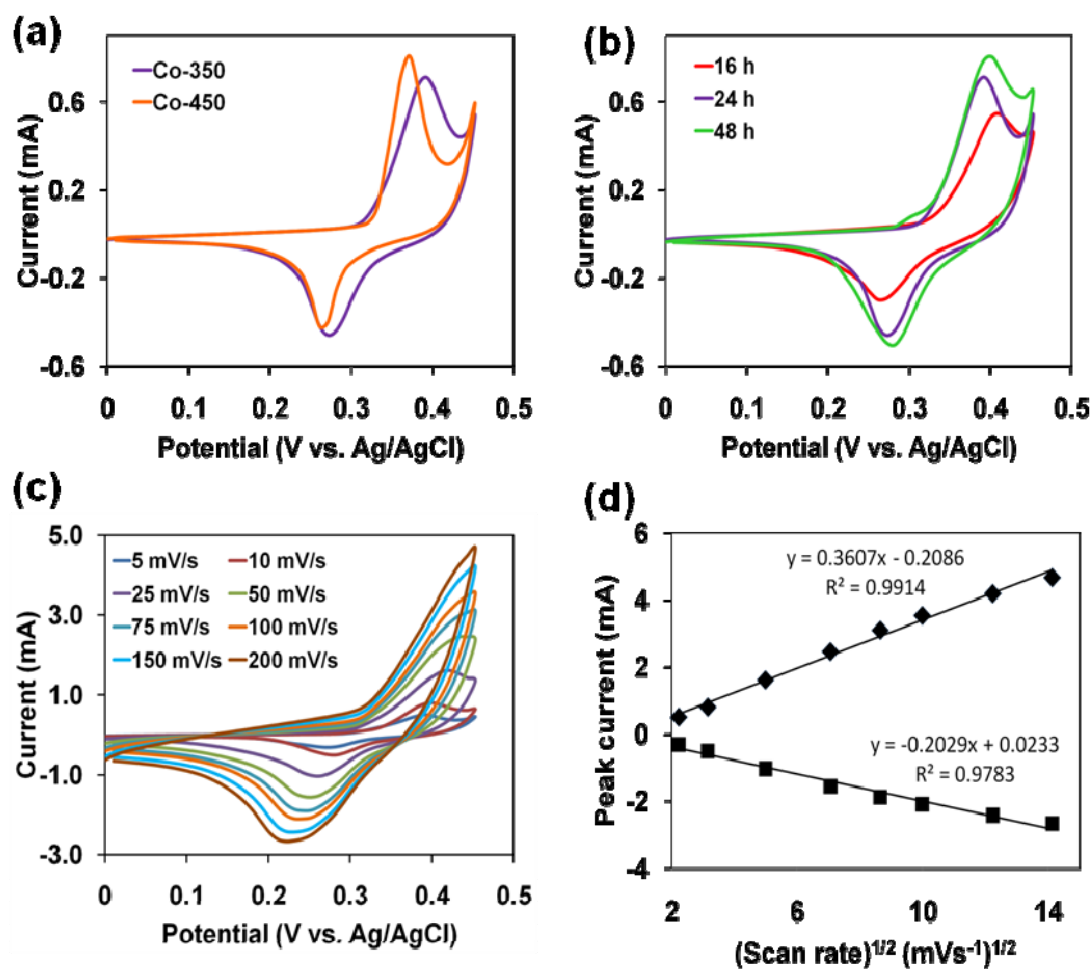 (a)
Co-350
Co-450
0.6
0.2
-0.2
-0.6
Current (mA)
0 0.1 0.2 0.3 0.4 0.5
Potential (V vs. Ag/AgCl)
(b)
16 h
24 h
48 h
0.6
0.2
-0.2
-0.6
Current (mA)
0 0.1 0.2 0.3 0.4 0.5
Potential (V vs. Ag/AgCl)
(c)
5 mV/s 10 mV/s
25 mV/s 50 mV/s
75 mV/s 100 mV/s
150 mV/s 200 mV/s
5.0
3.0
1.0
-1.0
-3.0
Current (mA)
0 0.1 0.2 0.3 0.4 0.5
Potential (V vs. Ag/AgCl)
(d)
y = 0.3607x - 0.2086
R² = 0.9914
y = -0.2029x + 0.0233
R² = 0.9783
6
4
2
0
-2
-4
Peak current (mA)
2 6 10 14
(Scan rate)¹ᐟ² (mVs⁻¹)¹ᐟ²